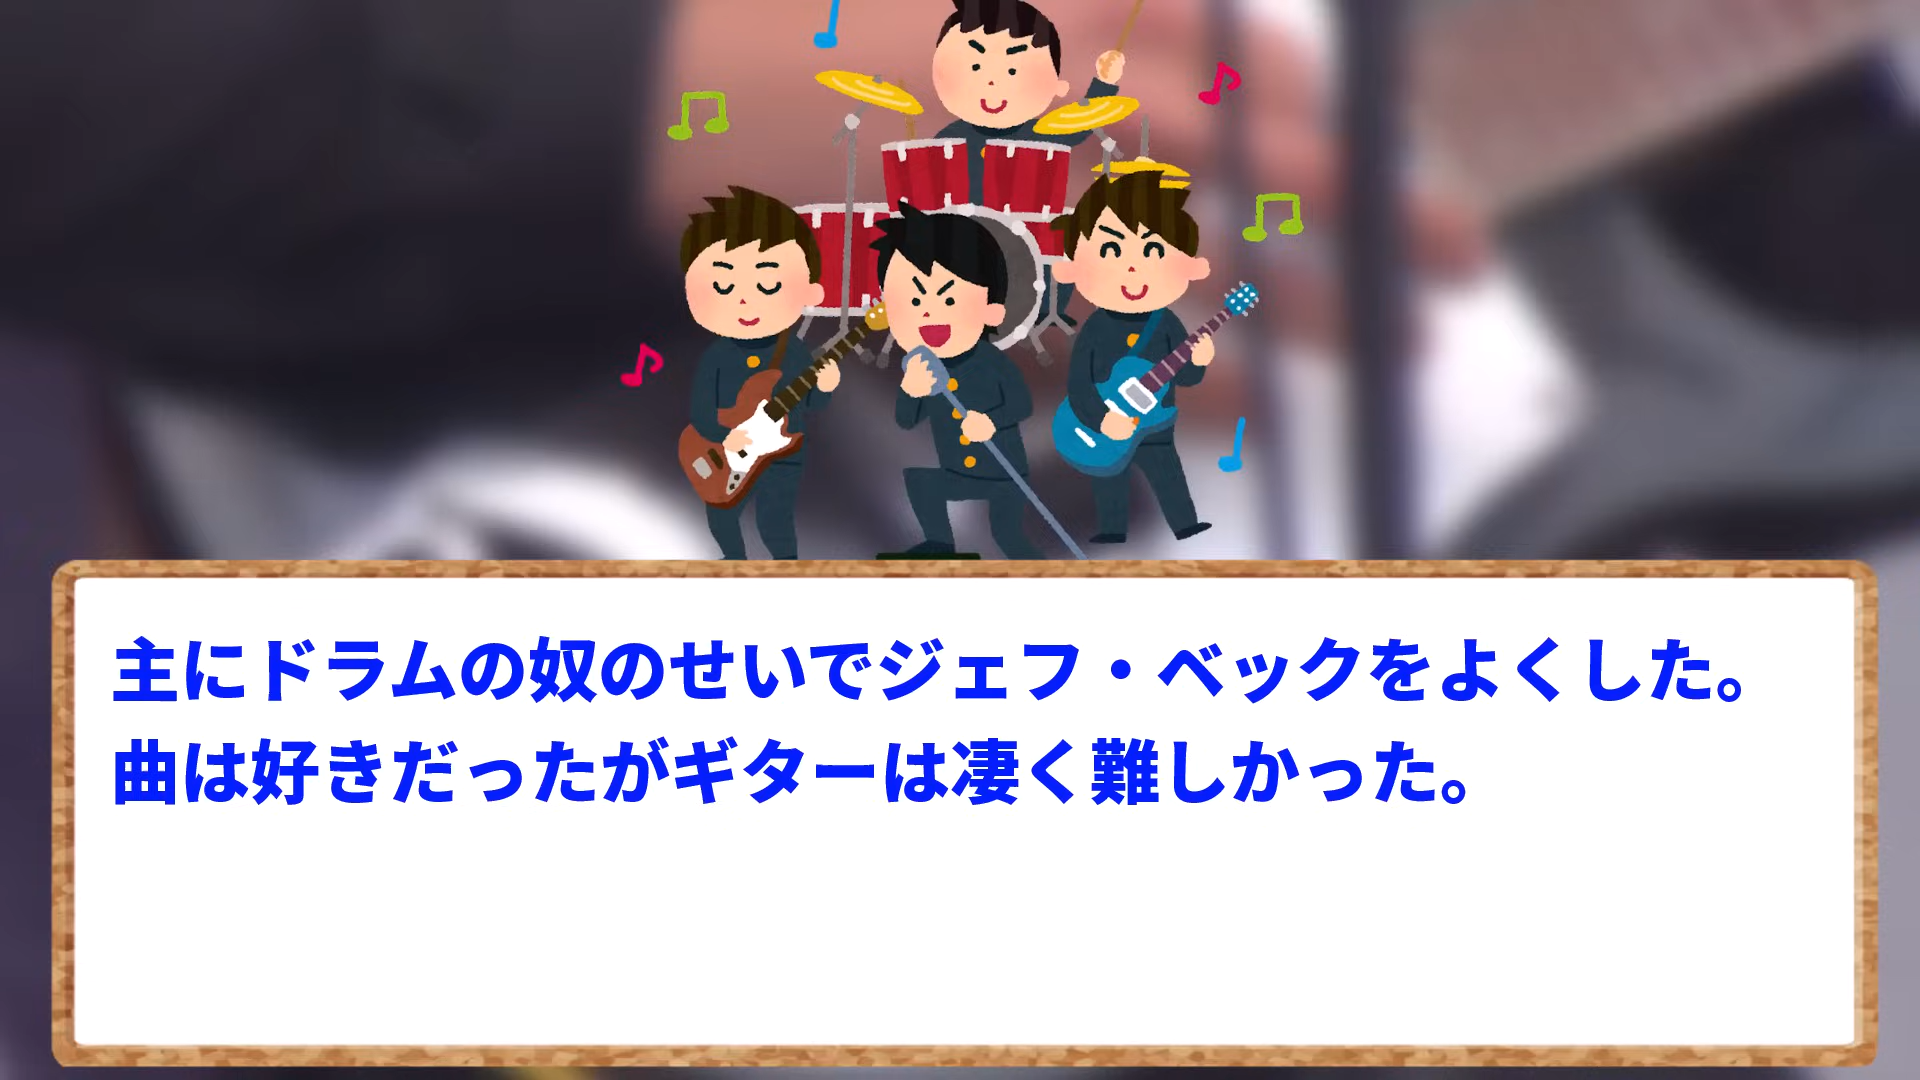 主にドラムの奴のせいでジェフ・ベックをよくした。
曲は好きだったがギターは凄く難しかった。